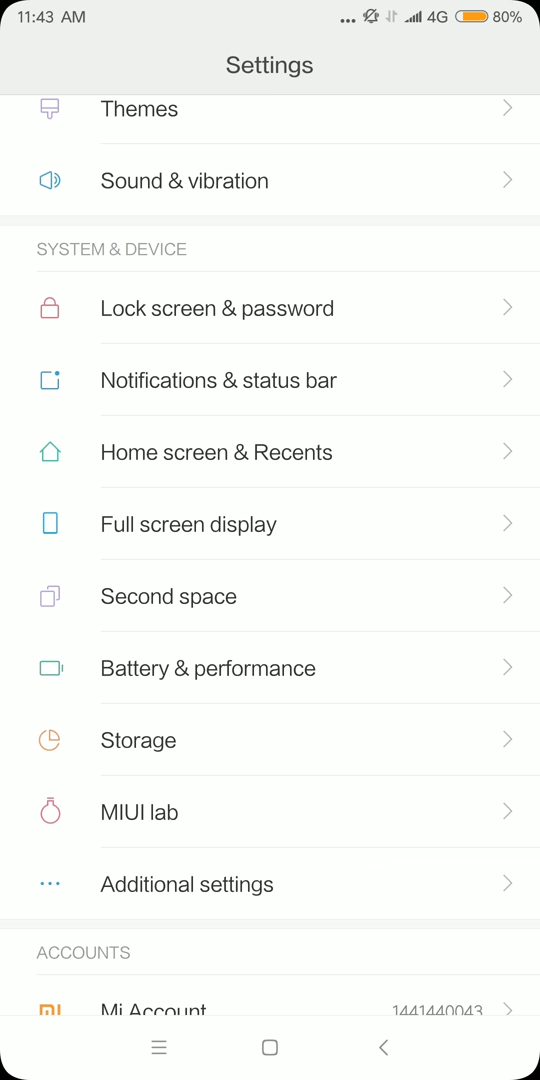 11:43 AM
4G 80%
Settings
Themes
Sound & vibration
SYSTEM & DEVICE
Lock screen & password
Notifications & status bar
Home screen & Recents
Full screen display
Second space
Battery & performance
Storage
MIUI lab
Additional settings
ACCOUNTS
Mi Account 1441440043